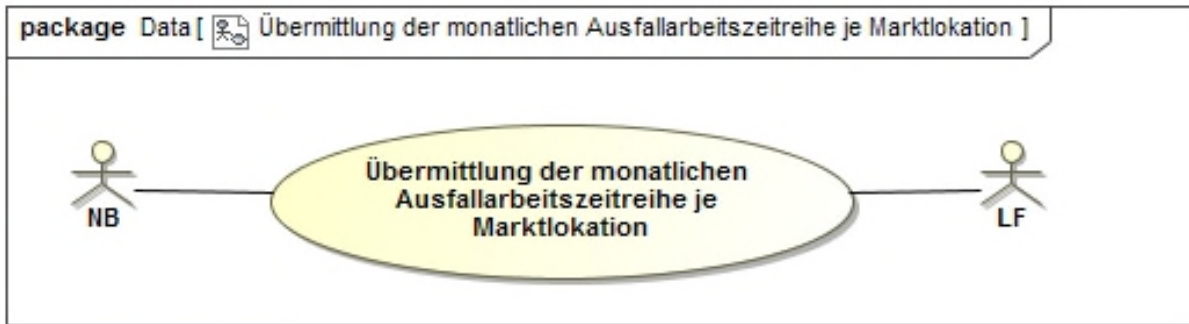 package Data [ Übermittlung der monatlichen Ausfallarbeitszeitreihe je Marktlokation ]
Übermittlung der monatlichen
Ausfallarbeitszeitreihe je
Marktlokation
NB
LF